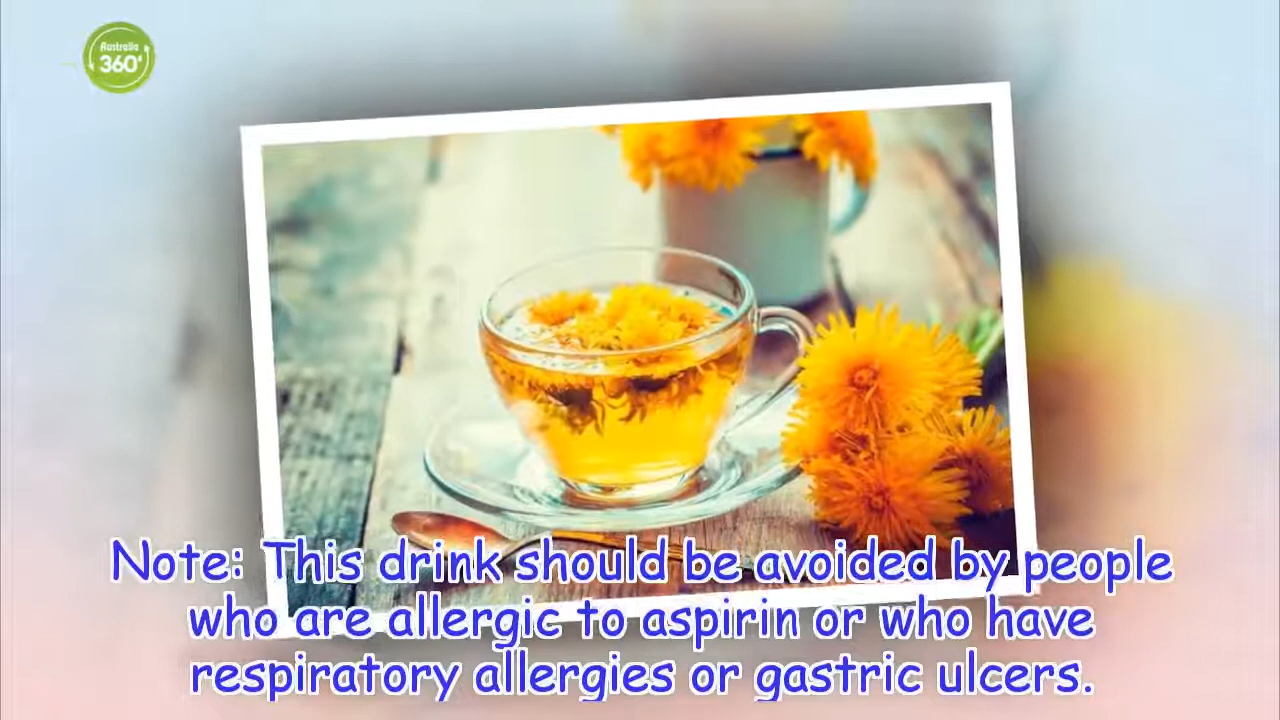 Australia
360°
Note: This drink should be avoided by people
who are allergic to aspirin or who have
respiratory allergies or gastric ulcers.